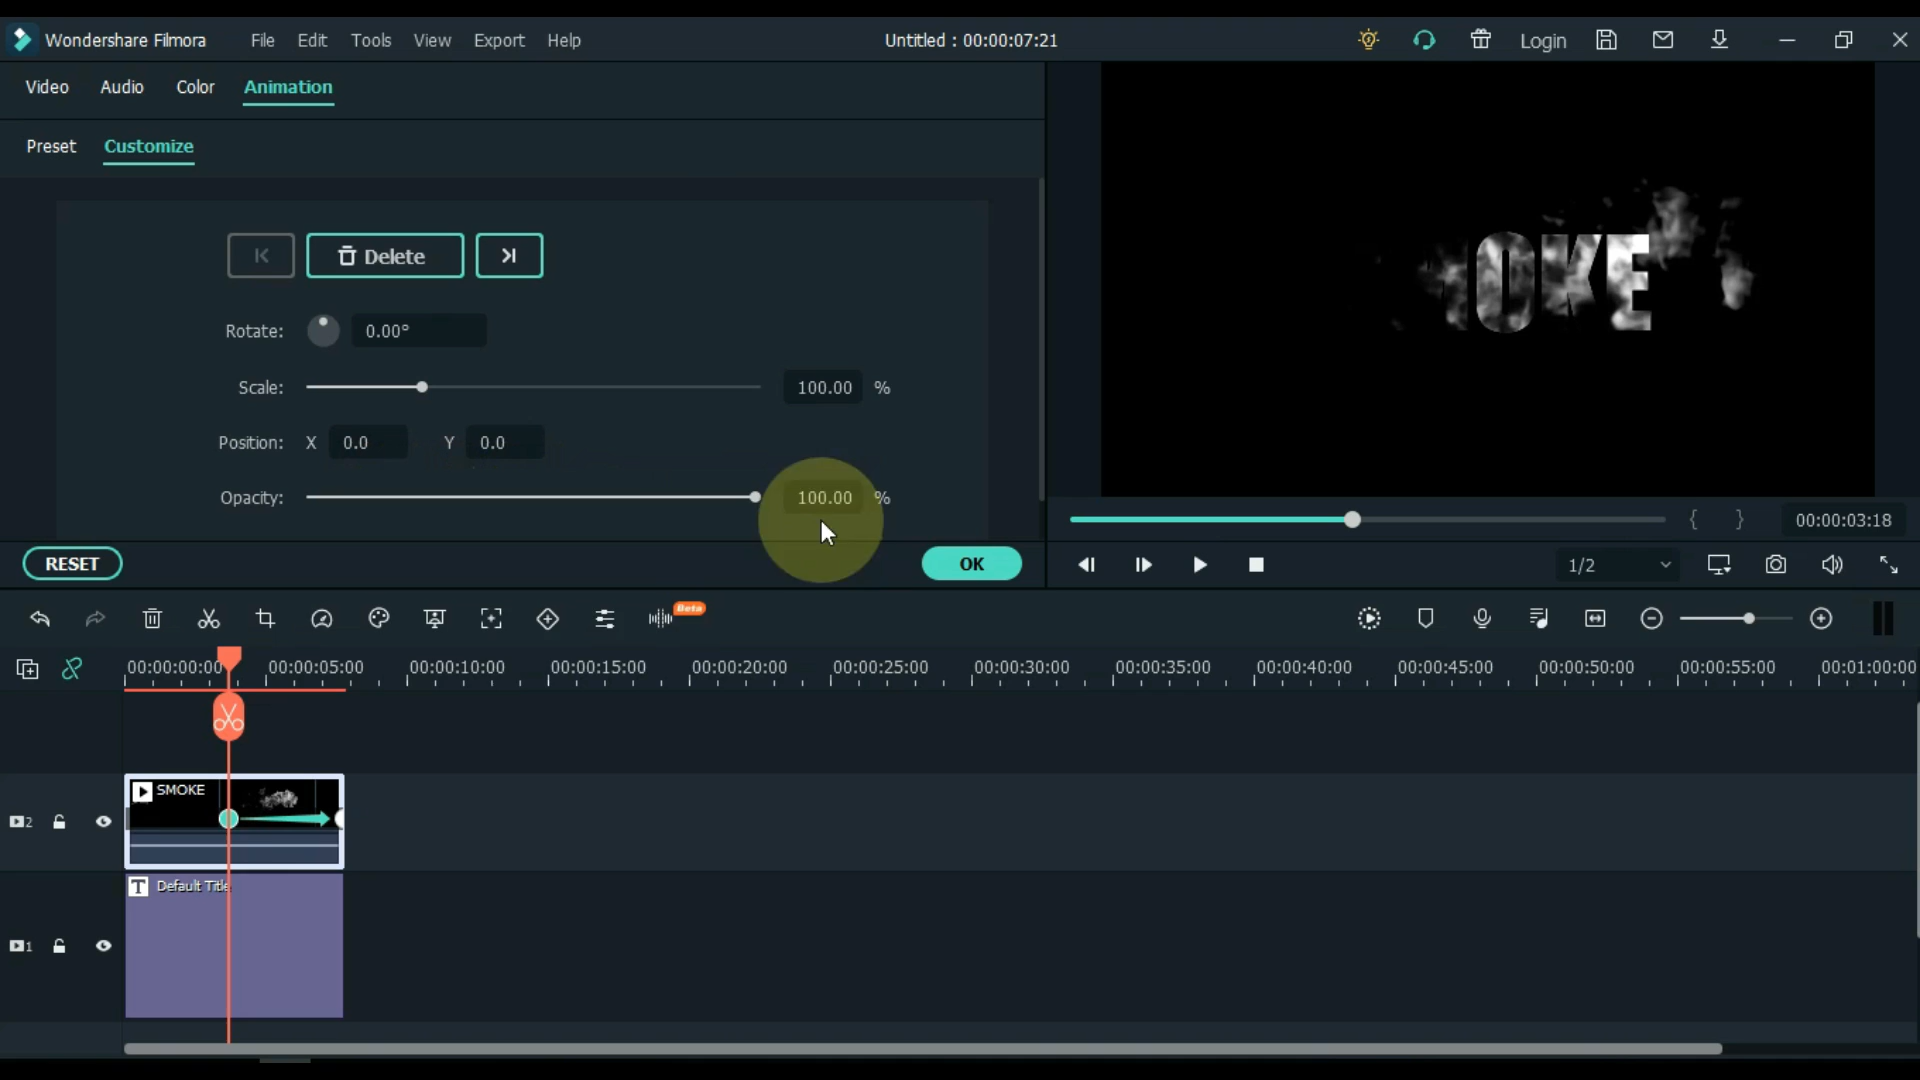 Wondershare Filmora File Edit Tools View Export Help Untitled : 00:00:07:21 Login
Video Audio Color Animation
Preset Customize
Delete
Rotate: 0.00°
Scale: 100.00 %
Position: X 0.0 Y 0.0
Opacity: 100.00 %
RESET OK
MOKE
{ } 00:00:03:18
1/2
Beta
00:00:00:00 00:00:05:00 00:00:10:00 00:00:15:00 00:00:20:00 00:00:25:00 00:00:30:00 00:00:35:00 00:00:40:00 00:00:45:00 00:00:50:00 00:00:55:00 00:01:00:00
2 SMOKE
T Default Title
1